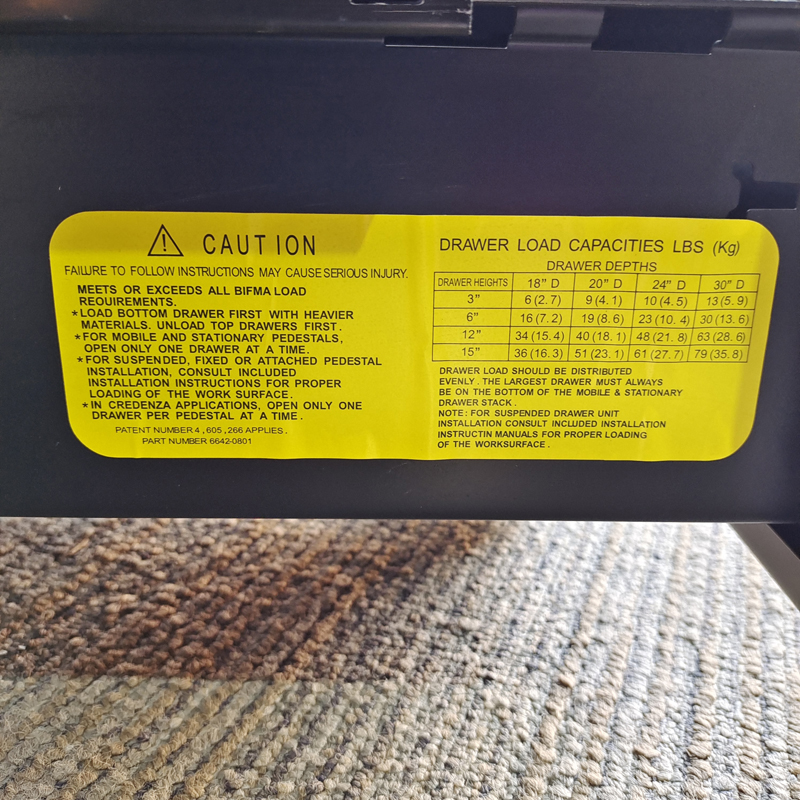 CAUTION
FAILURE TO FOLLOW INSTRUCTIONS MAY CAUSE SERIOUS INJURY.
MEETS OR EXCEEDS ALL BIFMA LOAD
REQUIREMENTS.
*LOAD BOTTOM DRAWER FIRST WITH HEAVIER
MATERIALS. UNLOAD TOP DRAWERS FIRST.
*FOR MOBILE AND STATIONARY PEDESTALS,
OPEN ONLY ONE DRAWER AT A TIME.
*FOR SUSPENDED, FIXED OR ATTACHED PEDESTAL
INSTALLATION, CONSULT INCLUDED
INSTALLATION INSTRUCTIONS FOR PROPER
LOADING OF THE WORK SURFACE.
*IN CREDENZA APPLICATIONS, OPEN ONLY ONE
DRAWER PER PEDESTAL AT A TIME.
PATENT NUMBER 4,605,266 APPLIES.
PART NUMBER 6642-0801
DRAWER LOAD CAPACITIES LBS (Kg)
DRAWER DEPTHS
DRAWER HEIGHTS 18" D 20" D 24" D 30" D
3" 6 (2.7) 9 (4.1) 10 (4.5) 13 (5.9)
6" 16 (7.2) 19 (8.6) 23 (10.4) 30 (13.6)
12" 34 (15.4) 40 (18.1) 48 (21.8) 63 (28.6)
15" 36 (16.3) 51 (23.1) 61 (27.7) 79 (35.8)
DRAWER LOAD SHOULD BE DISTRIBUTED
EVENLY. THE LARGEST DRAWER MUST ALWAYS
BE ON THE BOTTOM OF THE MOBILE & STATIONARY
DRAWER STACK.
NOTE: FOR SUSPENDED DRAWER UNIT
INSTALLATION CONSULT INCLUDED INSTALLATION
INSTRUCTIN MANUALS FOR PROPER LOADING
OF THE WORKSURFACE.